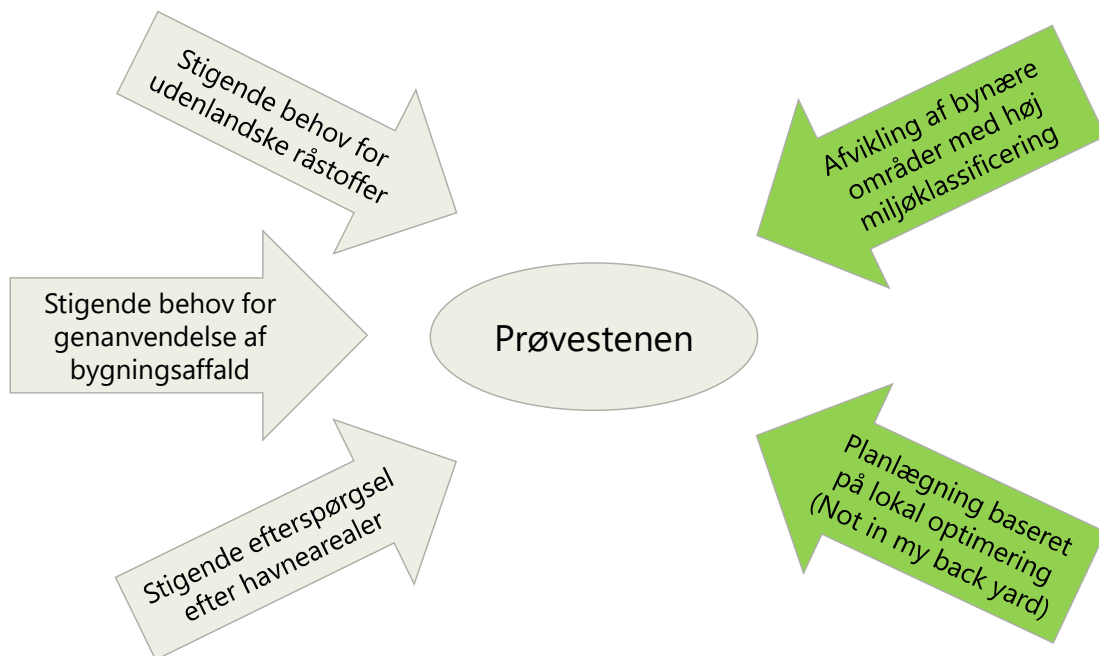 Stigende behov for
udenlandske råstoffer
Afvikling af bynære
områder med høj
miljøklassificering
Stigende behov for
genanvendelse af
bygningsaffald
Prøvestenen
Stigende efterspørgsel
efter havnearealer
Planlægning baseret
på lokal optimering
(Not in my back yard)